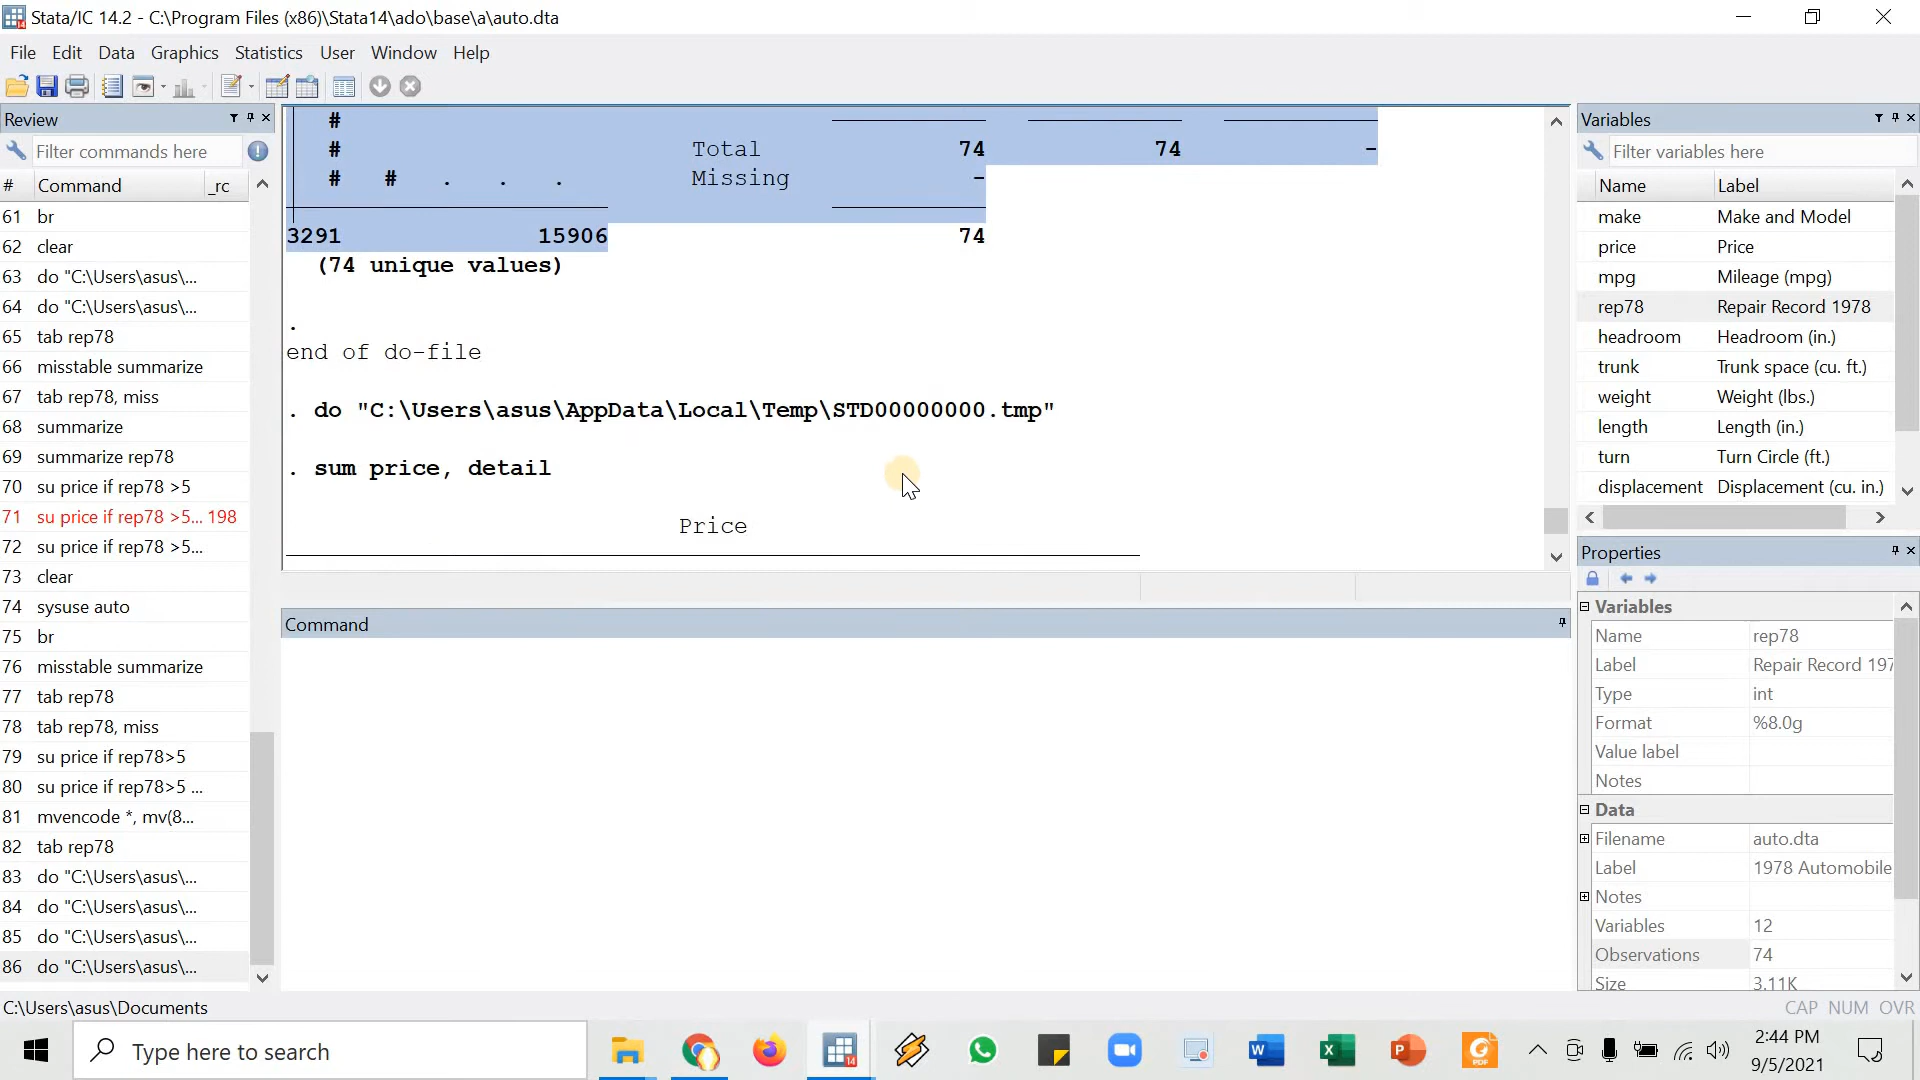 Stata/IC 14.2 - C:\Program Files (x86)\Stata14\ado\base\a\auto.dta
File Edit Data Graphics Statistics User Window Help
Review
Filter commands here
# Command _rc
61 br
62 clear
63 do "C:\Users\asus\...
64 do "C:\Users\asus\...
65 tab rep78
66 misstable summarize
67 tab rep78, miss
68 summarize
69 summarize rep78
70 su price if rep78 >5
71 su price if rep78 >5... 198
72 su price if rep78 >5...
73 clear
74 sysuse auto
75 br
76 misstable summarize
77 tab rep78
78 tab rep78, miss
79 su price if rep78>5
80 su price if rep78>5 ...
81 mvencode *, mv(8...
82 tab rep78
83 do "C:\Users\asus\...
84 do "C:\Users\asus\...
85 do "C:\Users\asus\...
86 do "C:\Users\asus\...
#
# Total 74 74 -
# # . . . Missing -
3291 15906 74
(74 unique values)
.
end of do-file
. do "C:\Users\asus\AppData\Local\Temp\STD00000000.tmp"
. sum price, detail
Price
Command
Variables
Filter variables here
Name Label
make Make and Model
price Price
mpg Mileage (mpg)
rep78 Repair Record 1978
headroom Headroom (in.)
trunk Trunk space (cu. ft.)
weight Weight (lbs.)
length Length (in.)
turn Turn Circle (ft.)
displacement Displacement (cu. in.)
Properties
Variables
Name rep78
Label Repair Record 197
Type int
Format %8.0g
Value label
Notes
Data
Filename auto.dta
Label 1978 Automobile
Notes
Variables 12
Observations 74
Size 3.11K
C:\Users\asus\Documents
CAP NUM OVR
Type here to search
14
W
X
P
PDF
2:44 PM
9/5/2021